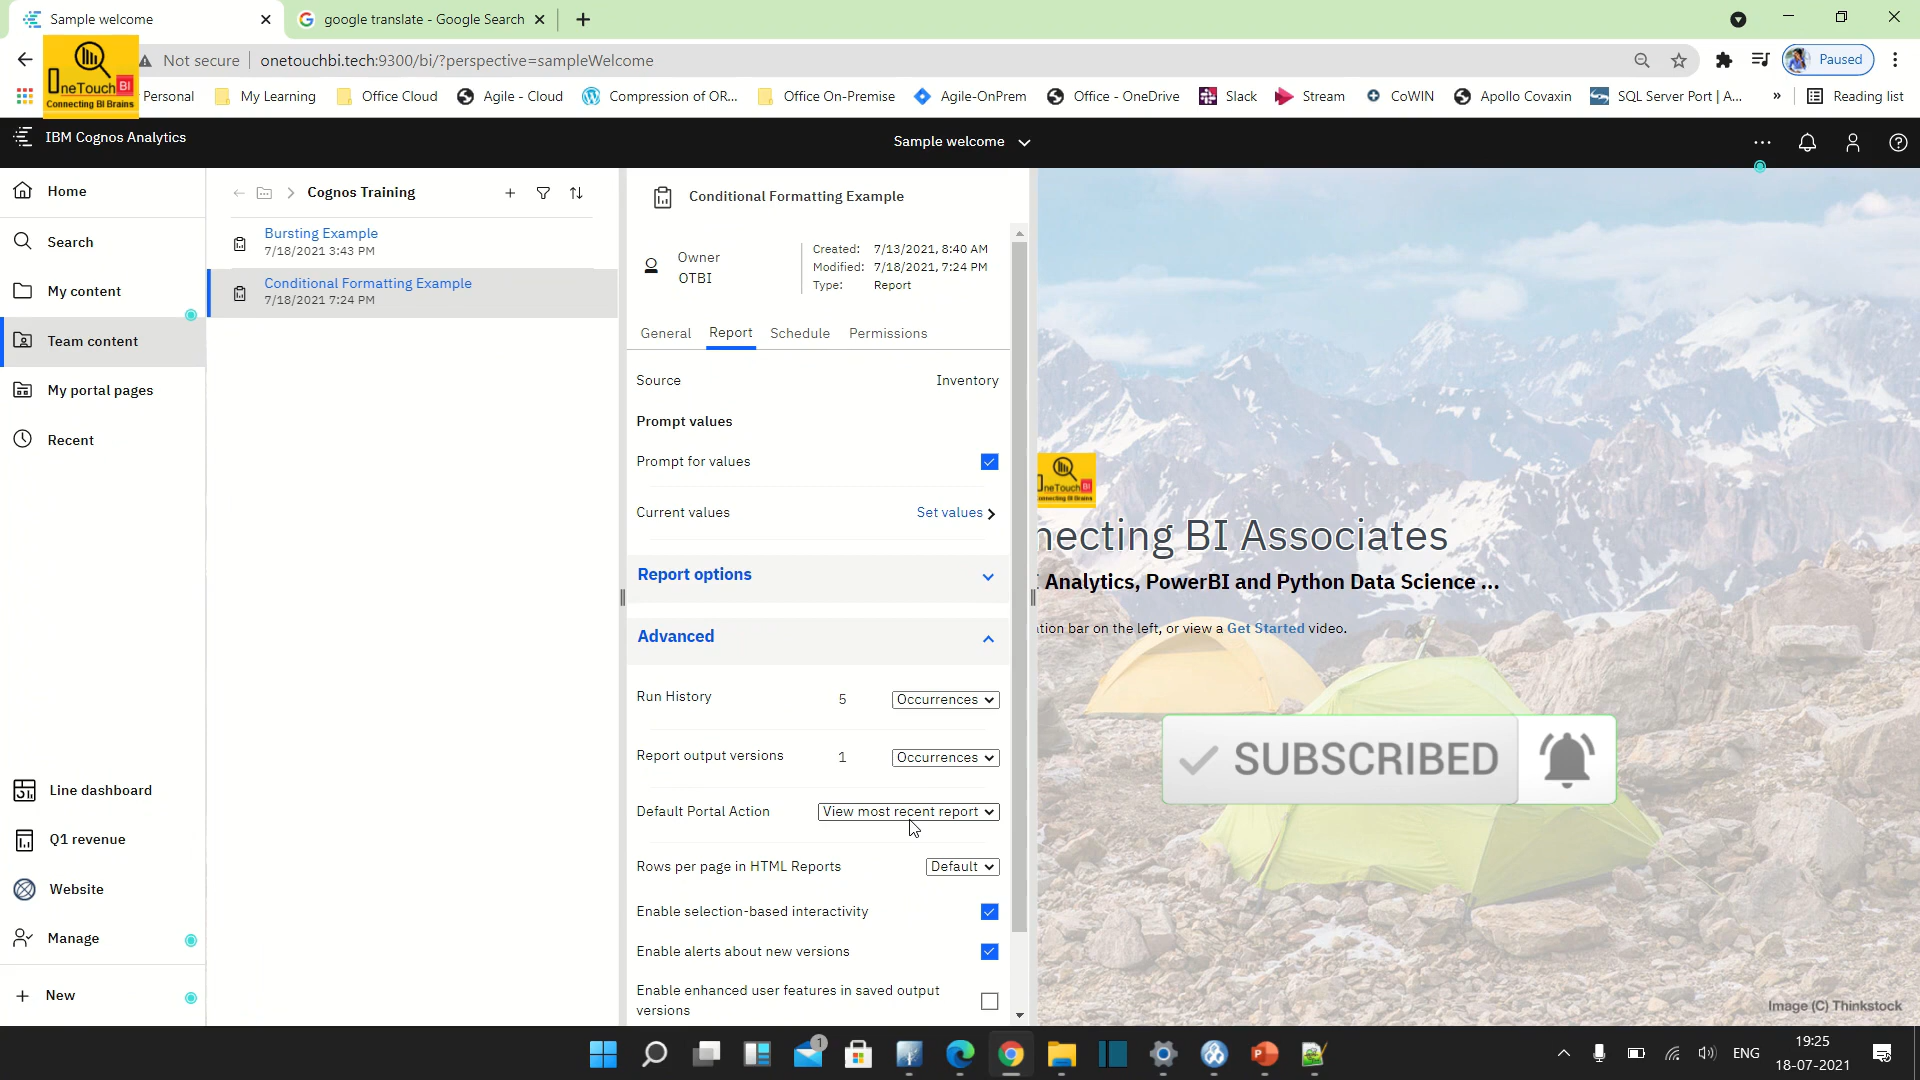 Sample welcome
google translate - Google Search
Not secure
onetouchbi.tech:9300/bi/?perspective=sampleWelcome
Paused
OneTouch BI
Connecting BI Brains
Personal
My Learning
Office Cloud
Agile - Cloud
Compression of OR...
Office On-Premise
Agile-OnPrem
Office - OneDrive
Slack
Stream
CoWIN
Apollo Covaxin
SQL Server Port | A...
»
Reading list
IBM Cognos Analytics
Sample welcome
Home
Search
My content
Team content
My portal pages
Recent
Line dashboard
Q1 revenue
Website
Manage
New
Cognos Training
Bursting Example
7/18/2021 3:43 PM
Conditional Formatting Example
7/18/2021 7:24 PM
Conditional Formatting Example
Owner
OTBI
Created: 7/13/2021, 8:40 AM
Modified: 7/18/2021, 7:24 PM
Type: Report
General Report Schedule Permissions
Source Inventory
Prompt values
Prompt for values
Current values Set values
Report options
Advanced
Run History 5 Occurrences
Report output versions 1 Occurrences
Default Portal Action View most recent report
Rows per page in HTML Reports Default
Enable selection-based interactivity
Enable alerts about new versions
Enable enhanced user features in saved output
versions
necting BI Associates
Analytics, PowerBI and Python Data Science ...
tion bar on the left, or view a Get Started video.
SUBSCRIBED
Image (C) Thinkstock
1
ENG
19:25
18-07-2021